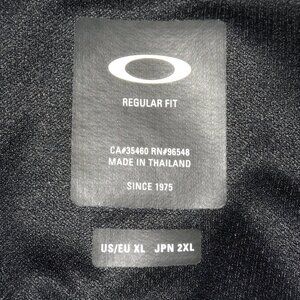 REGULAR FIT
CA#35460 RN#96548
MADE IN THAILAND
SINCE 1975
US/EU XL JPN 2XL